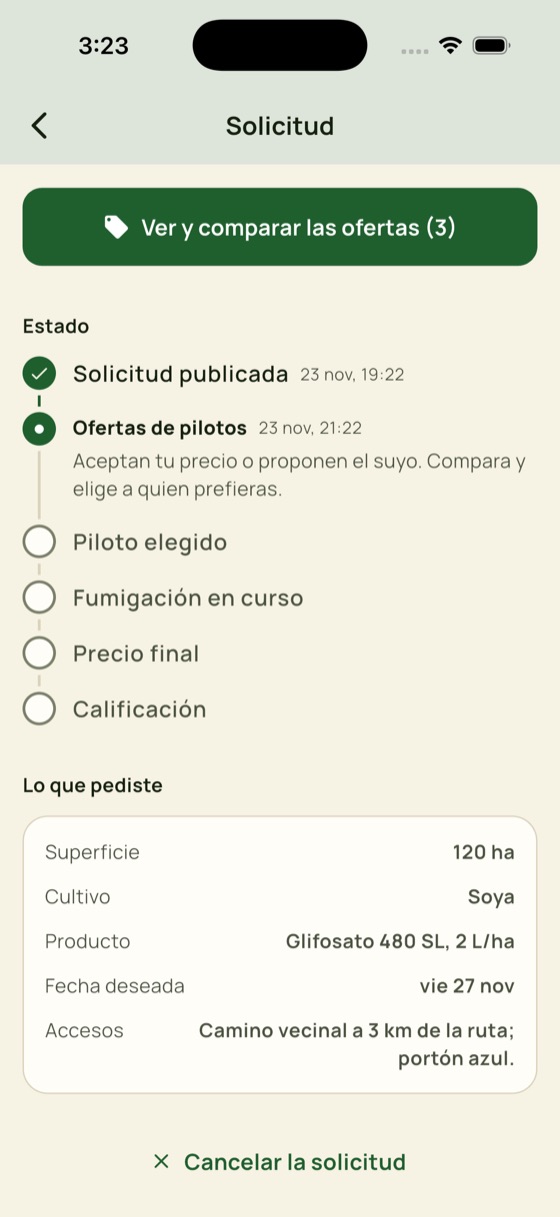 3:23
Solicitud
Ver y comparar las ofertas (3)
Estado
Solicitud publicada 23 nov, 19:22
Ofertas de pilotos 23 nov, 21:22
Aceptan tu precio o proponen el suyo. Compara y
elige a quien prefieras.
Piloto elegido
Fumigación en curso
Precio final
Calificación
Lo que pediste
Superficie 120 ha
Cultivo Soya
Producto Glifosato 480 SL, 2 L/ha
Fecha deseada vie 27 nov
Accesos Camino vecinal a 3 km de la ruta;
portón azul.
Cancelar la solicitud